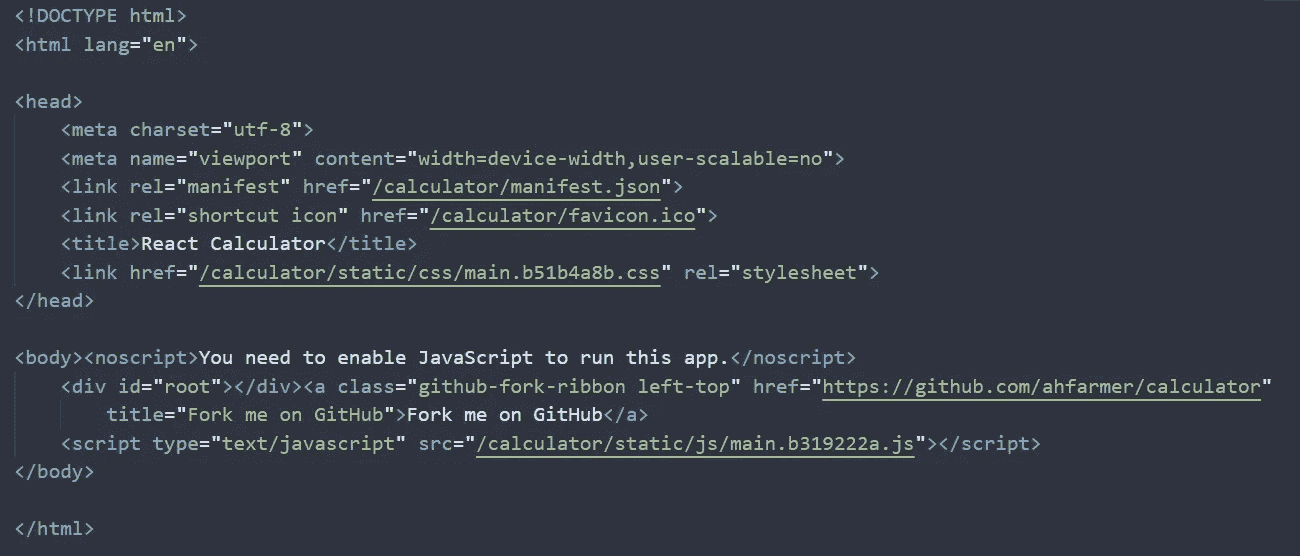 <!DOCTYPE html>
<html lang="en">
<head>
<meta charset="utf-8">
<meta name="viewport" content="width=device-width,user-scalable=no">
<link rel="manifest" href="/calculator/manifest.json">
<link rel="shortcut icon" href="/calculator/favicon.ico">
<title>React Calculator</title>
<link href="/calculator/static/css/main.b51b4a8b.css" rel="stylesheet">
</head>
<body><noscript>You need to enable JavaScript to run this app.</noscript>
<div id="root"></div><a class="github-fork-ribbon left-top" href="https://github.com/ahfarmer/calculator"
title="Fork me on GitHub">Fork me on GitHub</a>
<script type="text/javascript" src="/calculator/static/js/main.b319222a.js"></script>
</body>
</html>